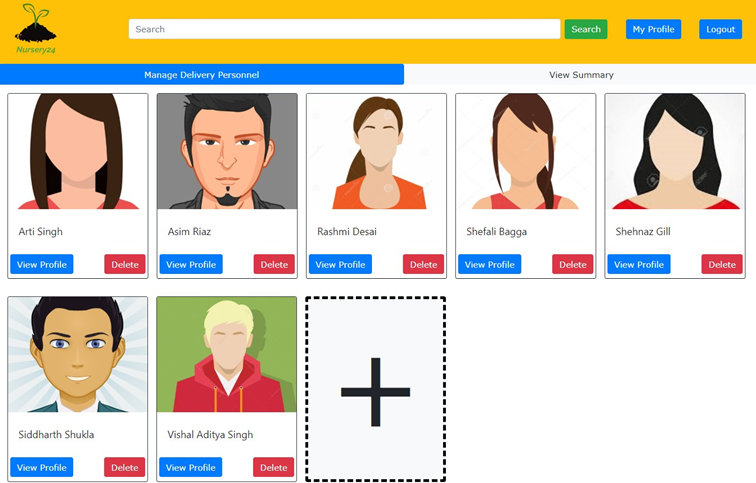 Search
Search
My Profile
Logout
Nursery24
Manage Delivery Personnel
View Summary
Arti Singh
Asim Riaz
Rashmi Desai
Shefali Bagga
Shehnaz Gill
View Profile
Delete
View Profile
Delete
View Profile
Delete
View Profile
Delete
View Profile
Delete
Siddharth Shukla
Vishal Aditya Singh
View Profile
Delete
View Profile
Delete